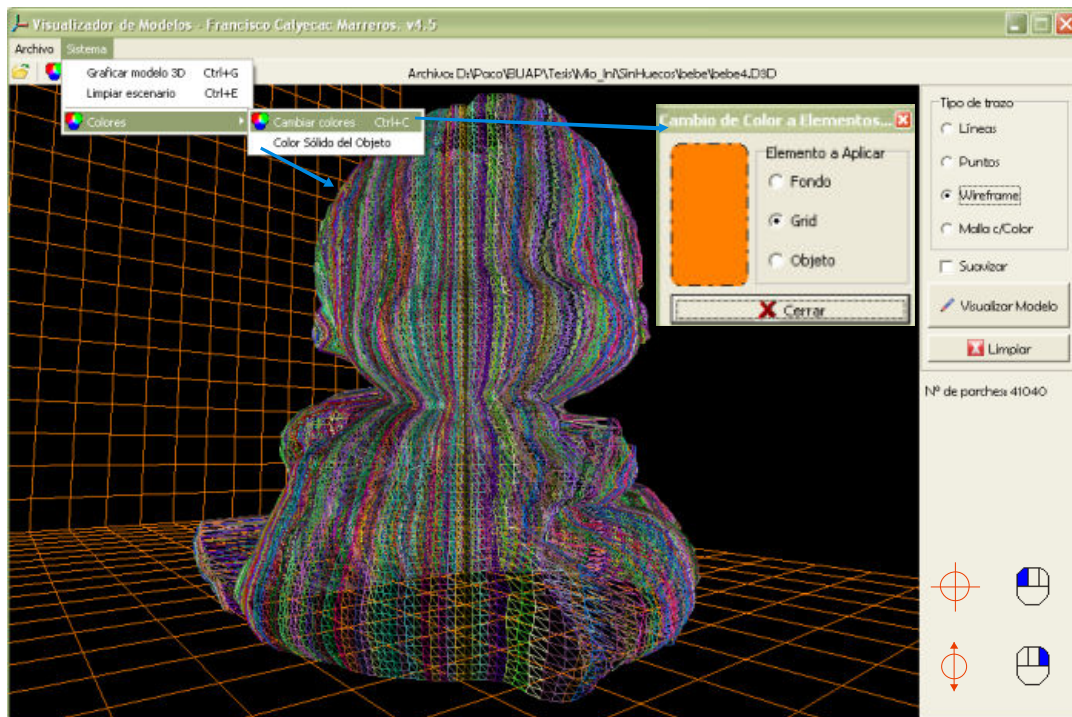 Visualizador de Modelos - Francisco Calyecac Marreros. v4.5
Archivo Sistema
Archivo: D:\Paco\BUAP\Tesis\Mio_Ini\SinHuecos\bebe\bebe4.D3D
Graficar modelo 3D Ctrl+G
Limpiar escenario Ctrl+E
Colores
Cambiar colores Ctrl+C
Color Sólido del Objeto
Cambio de Color a Elementos...
Elemento a Aplicar
Fondo
Grid
Objeto
Cerrar
Tipo de trazo
Líneas
Puntos
Wireframe
Malla c/Color
Suavizar
Visualizar Modelo
Limpiar
Nº de parches: 41040